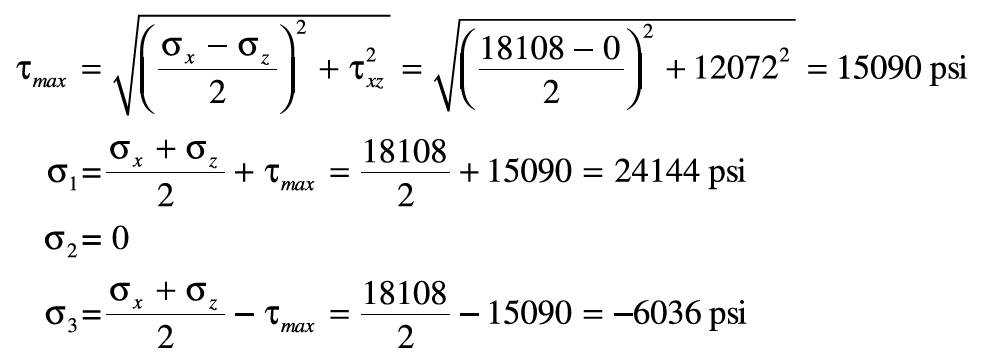 τ_max = √((σ_x − σ_z)/2)² + τ_xz² = √((18108 − 0)/2)² + 12072² = 15090 psi
σ_1 = (σ_x + σ_z)/2 + τ_max = 18108/2 + 15090 = 24144 psi
σ_2 = 0
σ_3 = (σ_x + σ_z)/2 − τ_max = 18108/2 − 15090 = −6036 psi